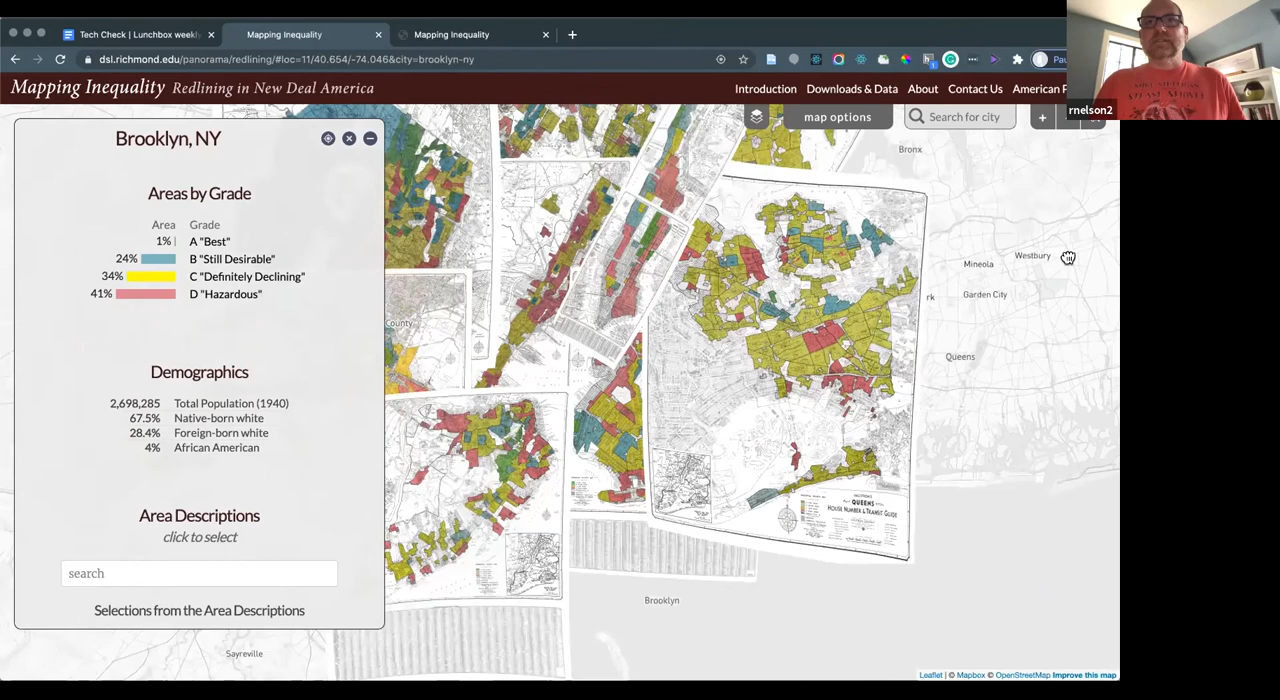 Tech Check | Lunchbox weekly
Mapping Inequality
Mapping Inequality
dsl.richmond.edu/panorama/redlining/#loc=11/40.654/-74.046&city=brooklyn-ny
Mapping Inequality Redlining in New Deal America
Introduction Downloads & Data About Contact Us American
rnelson2
map options
Search for city
Brooklyn, NY
Areas by Grade
Area Grade
1% A "Best"
24% B "Still Desirable"
34% C "Definitely Declining"
41% D "Hazardous"
Demographics
2,698,285 Total Population (1940)
67.5% Native-born white
28.4% Foreign-born white
4% African American
Area Descriptions
click to select
search
Selections from the Area Descriptions
Bronx
Westbury
Mineola
Garden City
rk
County
Queens
QUEENS
HOUSE NUMBER & TRANSIT GUIDE
Brooklyn
Sayreville
Leaflet | © Mapbox © OpenStreetMap Improve this map